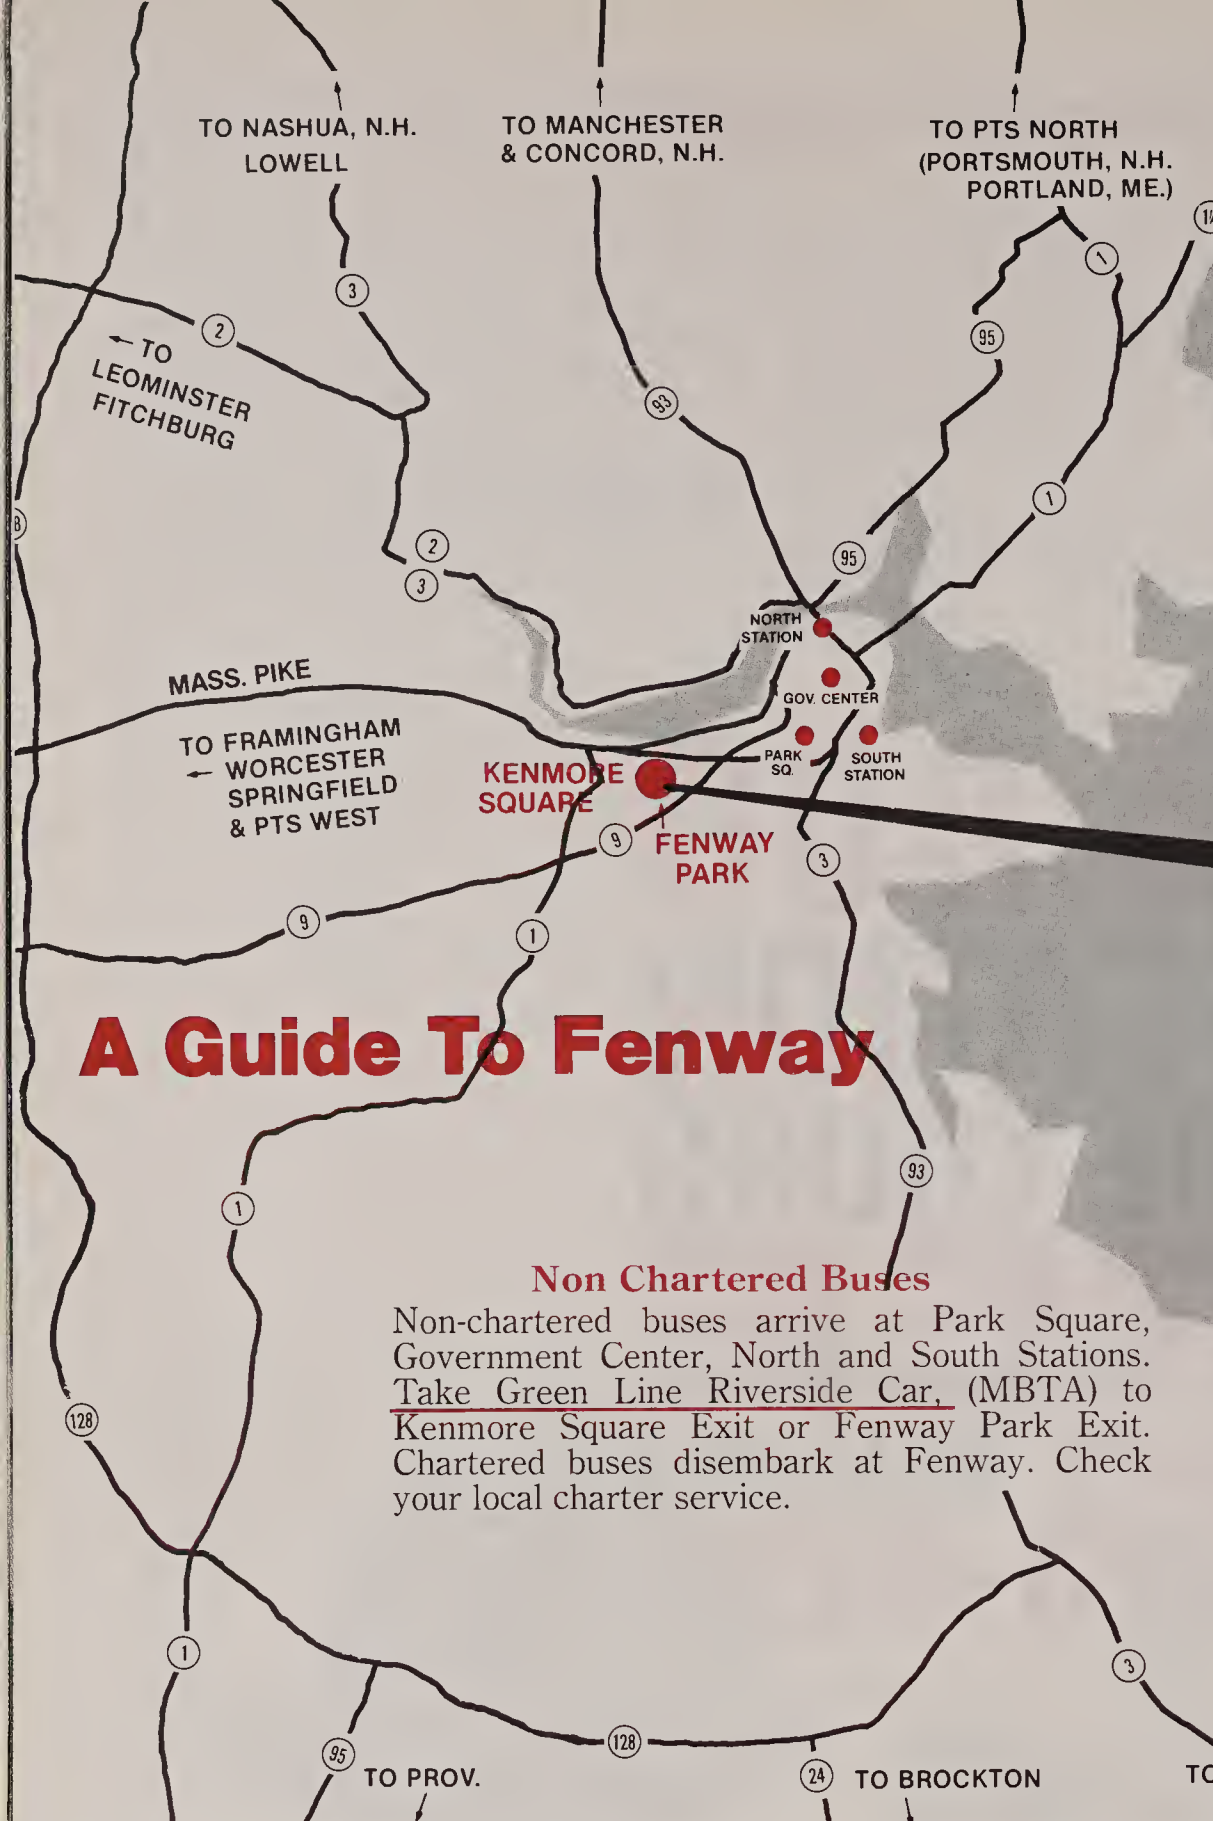 TO NASHUA, N.H.
LOWELL
TO MANCHESTER
& CONCORD, N.H.
TO PTS NORTH
(PORTSMOUTH, N.H.
PORTLAND, ME.)
1
3
2
95
← TO
LEOMINSTER
FITCHBURG
93
1
2
3
95
NORTH
STATION
MASS. PIKE
GOV. CENTER
TO FRAMINGHAM
← WORCESTER
SPRINGFIELD
& PTS WEST
PARK
SQ.
SOUTH
STATION
KENMORE
SQUARE
9
FENWAY
PARK
3
9
1
A Guide To Fenway
93
1
Non Chartered Buses
Non-chartered buses arrive at Park Square,
Government Center, North and South Stations.
Take Green Line Riverside Car, (MBTA) to
Kenmore Square Exit or Fenway Park Exit.
Chartered buses disembark at Fenway. Check
your local charter service.
128
1
3
128
95
TO PROV.
24
TO BROCKTON
TO